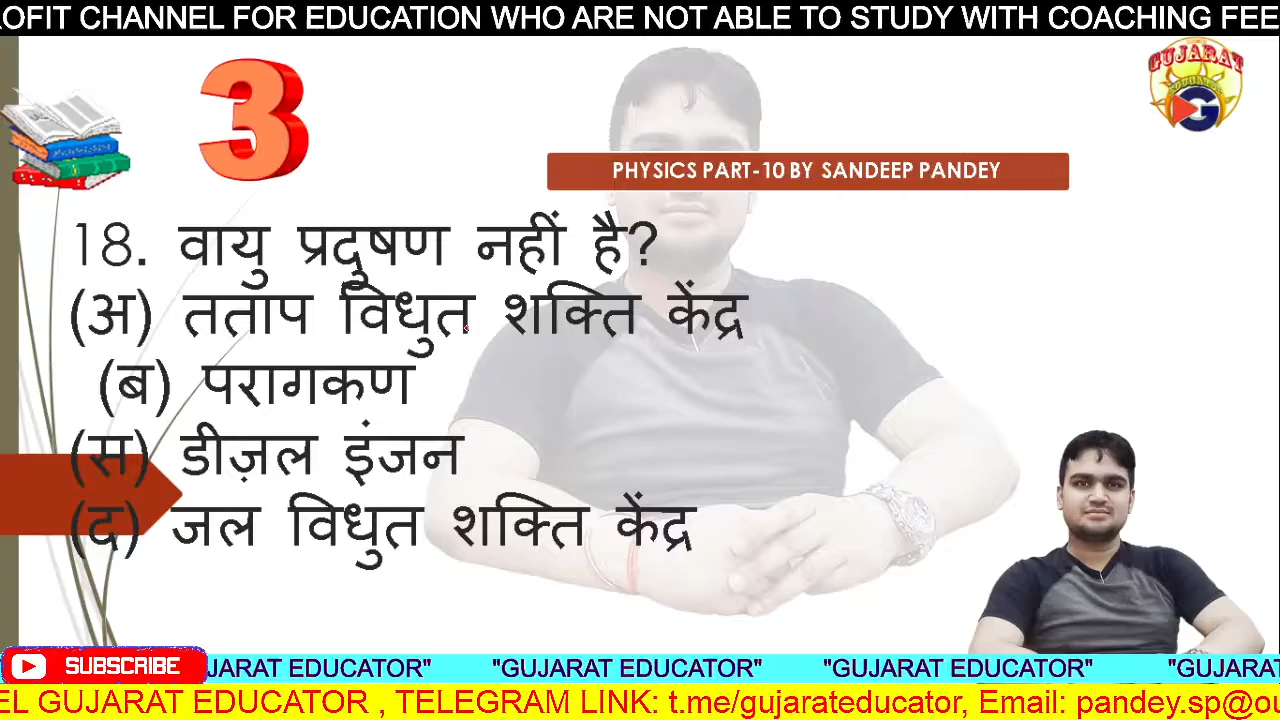 OFIT CHANNEL FOR EDUCATION WHO ARE NOT ABLE TO STUDY WITH COACHING FEE
3
GUJARAT
EDUCATOR
G
PHYSICS PART-10 BY SANDEEP PANDEY
18. वायु प्रदुषण नहीं है?
(अ) तताप विधुत शक्ति केंद्र
(ब) परागकण
(स) डीज़ल इंजन
(द) जल विधुत शक्ति केंद्र
SUBSCRIBE
JARAT EDUCATOR" "GUJARAT EDUCATOR" "GUJARAT EDUCATOR" "GUJARA
EL GUJARAT EDUCATOR , TELEGRAM LINK: t.me/gujarateducator, Email: pandey.sp@ou